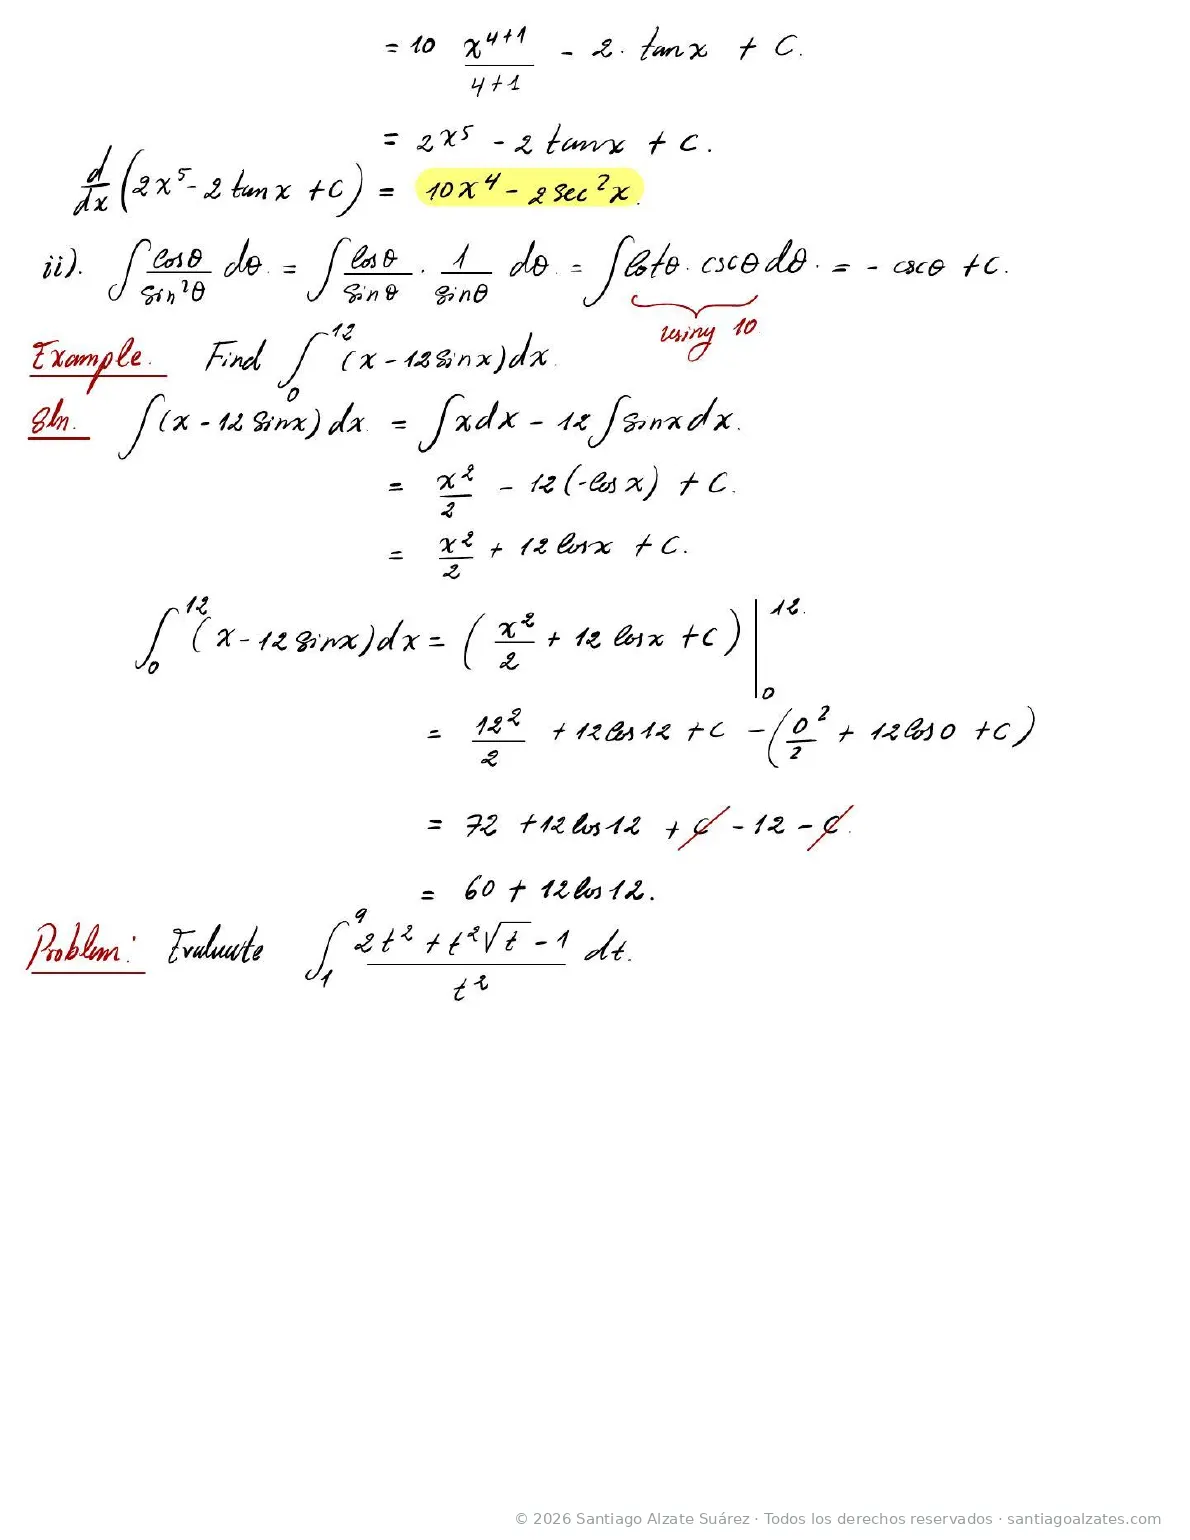 = 10 x^{4+1}/(4+1) - 2 · tan x + C.
= 2x^5 - 2 tan x + C.
d/dx (2x^5 - 2 tan x + C) = 10x^4 - 2 sec^2 x.
ii). ∫ cosθ/sin^2θ dθ = ∫ cosθ/sinθ · 1/sinθ dθ = ∫ cotθ · cscθ dθ = - cscθ + C.
using 10
Example. Find ∫_0^12 (x - 12 sin x) dx.
Sln. ∫ (x - 12 sin x) dx = ∫ x dx - 12 ∫ sin x dx.
= x^2/2 - 12 (-cos x) + C.
= x^2/2 + 12 cos x + C.
∫_0^12 (x - 12 sin x) dx = (x^2/2 + 12 cos x + C) |_0^12.
= 12^2/2 + 12 cos 12 + C - (0^2/2 + 12 cos 0 + C)
= 72 + 12 cos 12 + C - 12 - C.
= 60 + 12 cos 12.
Problem: Evaluate ∫_1^9 (2t^2 + t^2 √t - 1)/t^2 dt.
© 2026 Santiago Alzate Suárez · Todos los derechos reservados · santiagoalzates.com